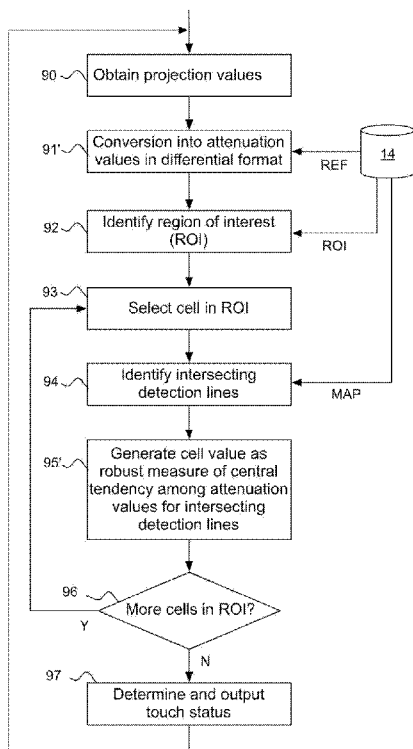 90
Obtain projection values
91'
Conversion into attenuation
values in differential format
REF
14
92
Identify region of interest
(ROI)
ROI
93
Select cell in ROI
94
Identify intersecting
detection lines
MAP
95'
Generate cell value as
robust measure of central
tendency among attenuation
values for intersecting
detection lines
96
More cells in ROI?
Y
N
97
Determine and output
touch status